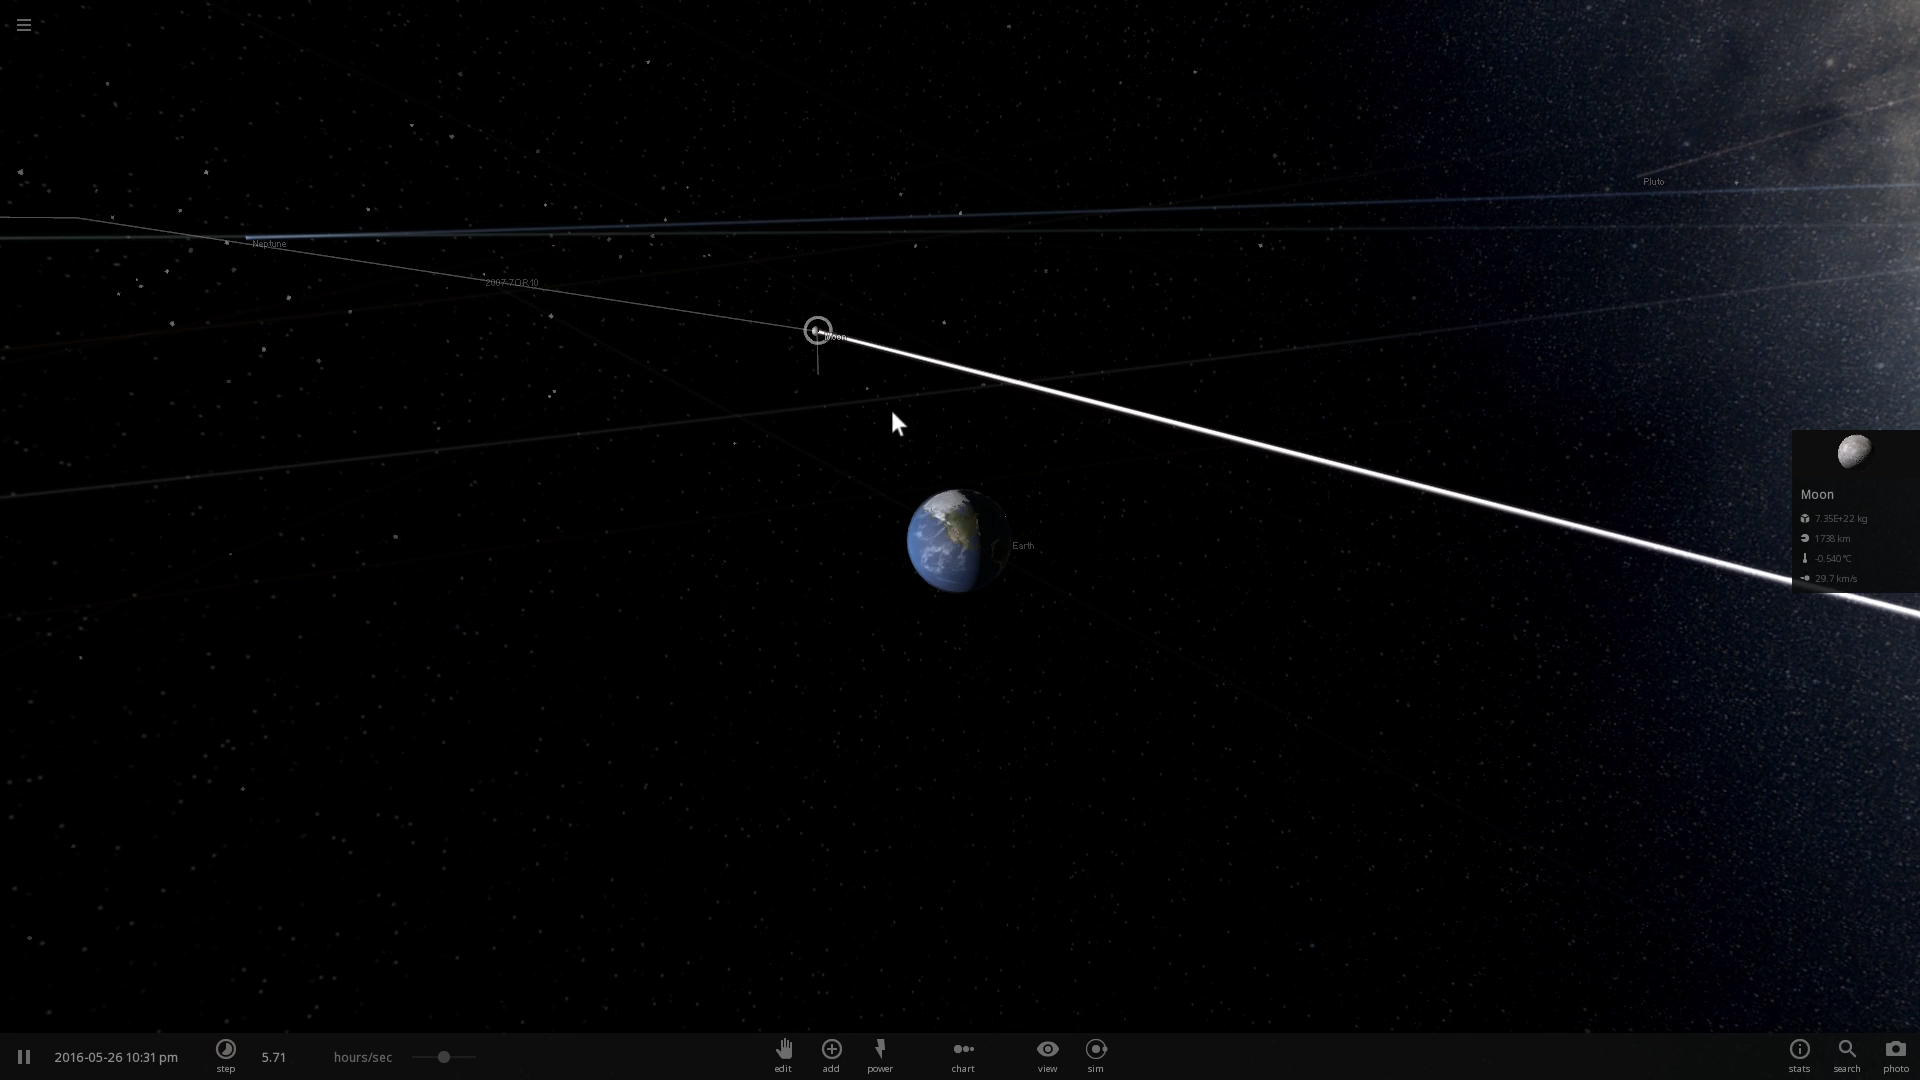 Pluto
Neptune
2007 OR10
Moon
Earth
Moon
7.35E+22 kg
1738 km
-0.540 °C
29.7 km/s
2016-05-26 10:31 pm
step
5.71
hours/sec
edit
add
power
chart
view
sim
stats
search
photo